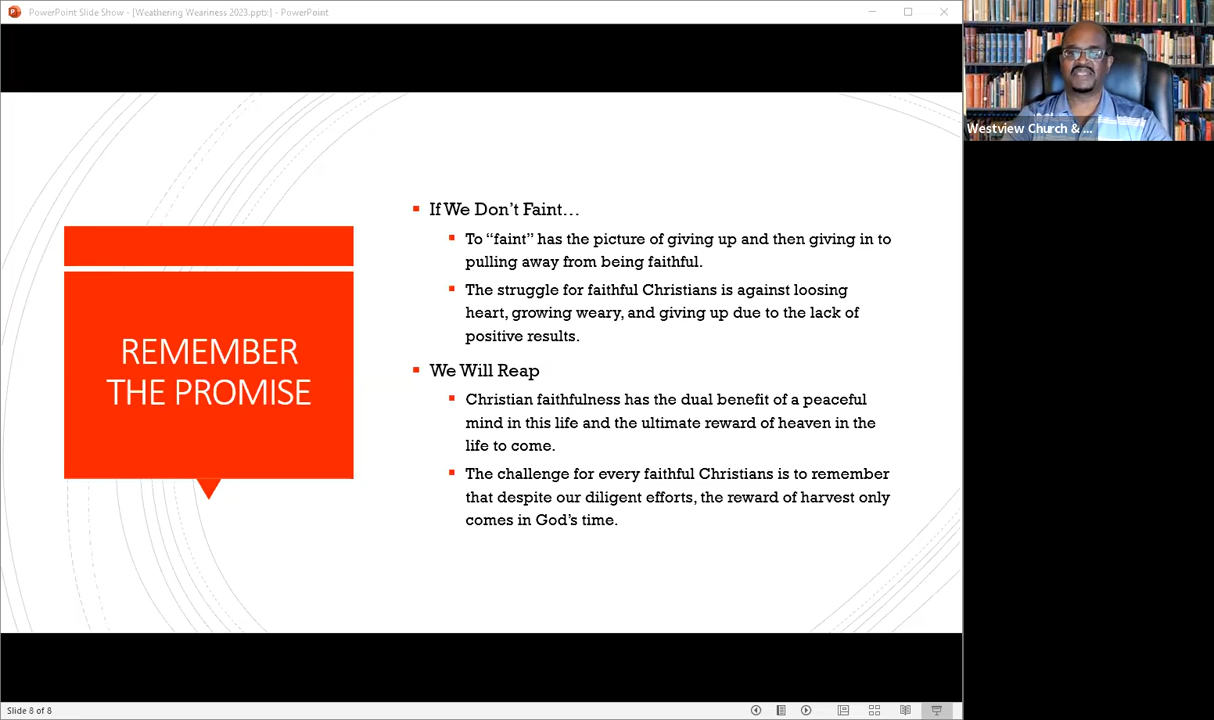 PowerPoint Slide Show - [Weathering Weariness 2023.pptx] - PowerPoint
Westview Church & ...
REMEMBER
THE PROMISE
If We Don't Faint…
To "faint" has the picture of giving up and then giving in to
pulling away from being faithful.
The struggle for faithful Christians is against loosing
heart, growing weary, and giving up due to the lack of
positive results.
We Will Reap
Christian faithfulness has the dual benefit of a peaceful
mind in this life and the ultimate reward of heaven in the
life to come.
The challenge for every faithful Christians is to remember
that despite our diligent efforts, the reward of harvest only
comes in God's time.
Slide 8 of 8